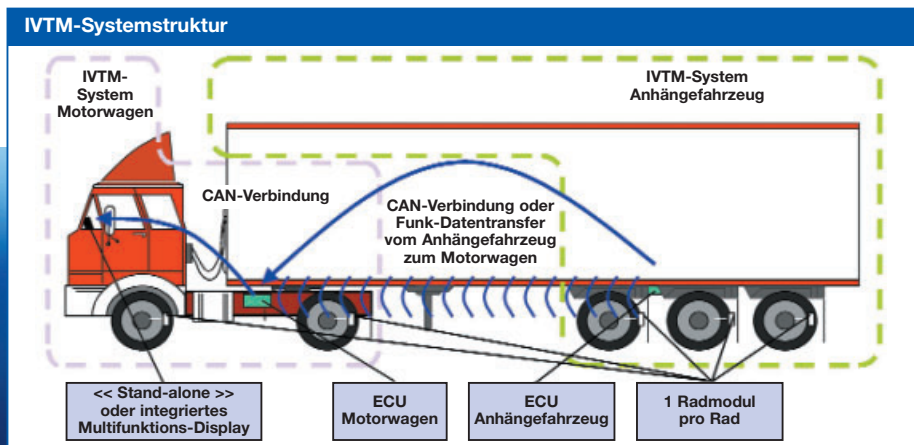 IVTM-Systemstruktur
IVTM-
System
Motorwagen
IVTM-System
Anhängefahrzeug
CAN-Verbindung
CAN-Verbindung oder
Funk-Datentransfer
vom Anhängefahrzeug
zum Motorwagen
<< Stand-alone >>
oder integriertes
Multifunktions-Display
ECU
Motorwagen
ECU
Anhängefahrzeug
1 Radmodul
pro Rad